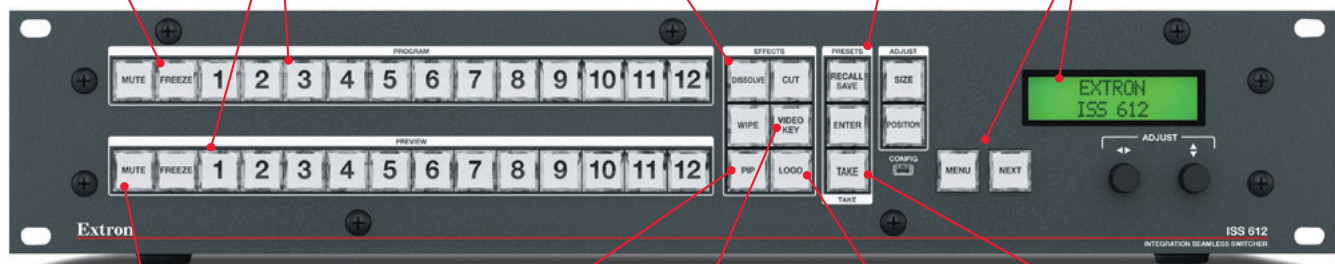 PROGRAM
MUTE FREEZE 1 2 3 4 5 6 7 8 9 10 11 12
PREVIEW
MUTE FREEZE 1 2 3 4 5 6 7 8 9 10 11 12
EFFECTS
DISSOLVE CUT
WIPE VIDEO KEY
PIP LOGO
PRESETS
RECALL SAVE
ENTER
TAKE
TAKE
ADJUST
SIZE
POSITION
CONFIG
MENU NEXT
EXTRON
ISS 612
ADJUST
Extron
ISS 612
INTEGRATION SEAMLESS SWITCHER